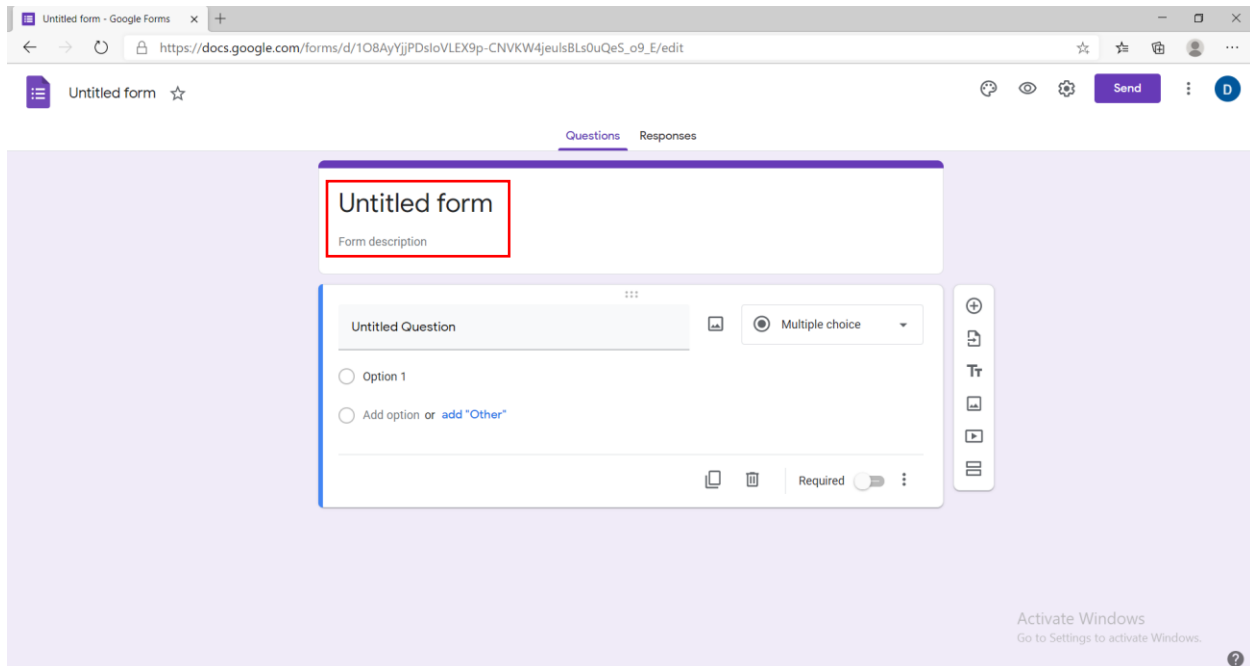 Untitled form - Google Forms
https://docs.google.com/forms/d/1O8AyYjjPDsIoVLEX9p-CNVKW4jeulsBLs0uQeS_o9_E/edit
Untitled form
Send
D
Questions Responses
Untitled form
Form description
Untitled Question
Multiple choice
Option 1
Add option or add "Other"
Required
Tт
Activate Windows
Go to Settings to activate Windows.